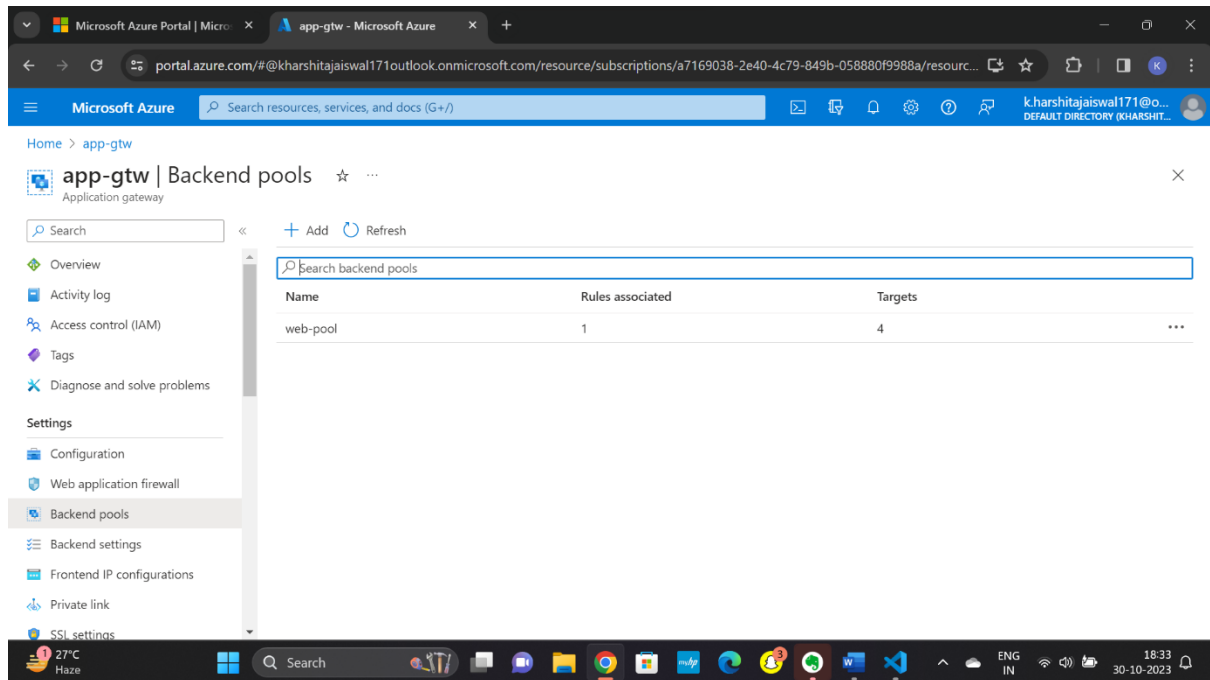 Microsoft Azure Portal | Micro
app-gtw - Microsoft Azure
portal.azure.com/#@kharshitajaiswal171outlook.onmicrosoft.com/resource/subscriptions/a7169038-2e40-4c79-849b-058880f9988a/resourc...
K
Microsoft Azure
Search resources, services, and docs (G+/)
k.harshitajaiswal171@o...
DEFAULT DIRECTORY (KHARSHIT...
Home > app-gtw
app-gtw | Backend pools
Application gateway
Search
Add
Refresh
Overview
Search backend pools
Activity log
Name Rules associated Targets
Access control (IAM)
web-pool 1 4
Tags
Diagnose and solve problems
Settings
Configuration
Web application firewall
Backend pools
Backend settings
Frontend IP configurations
Private link
SSL settings
1
27°C
Haze
Search
myhp
3
W
ENG
IN
18:33
30-10-2023